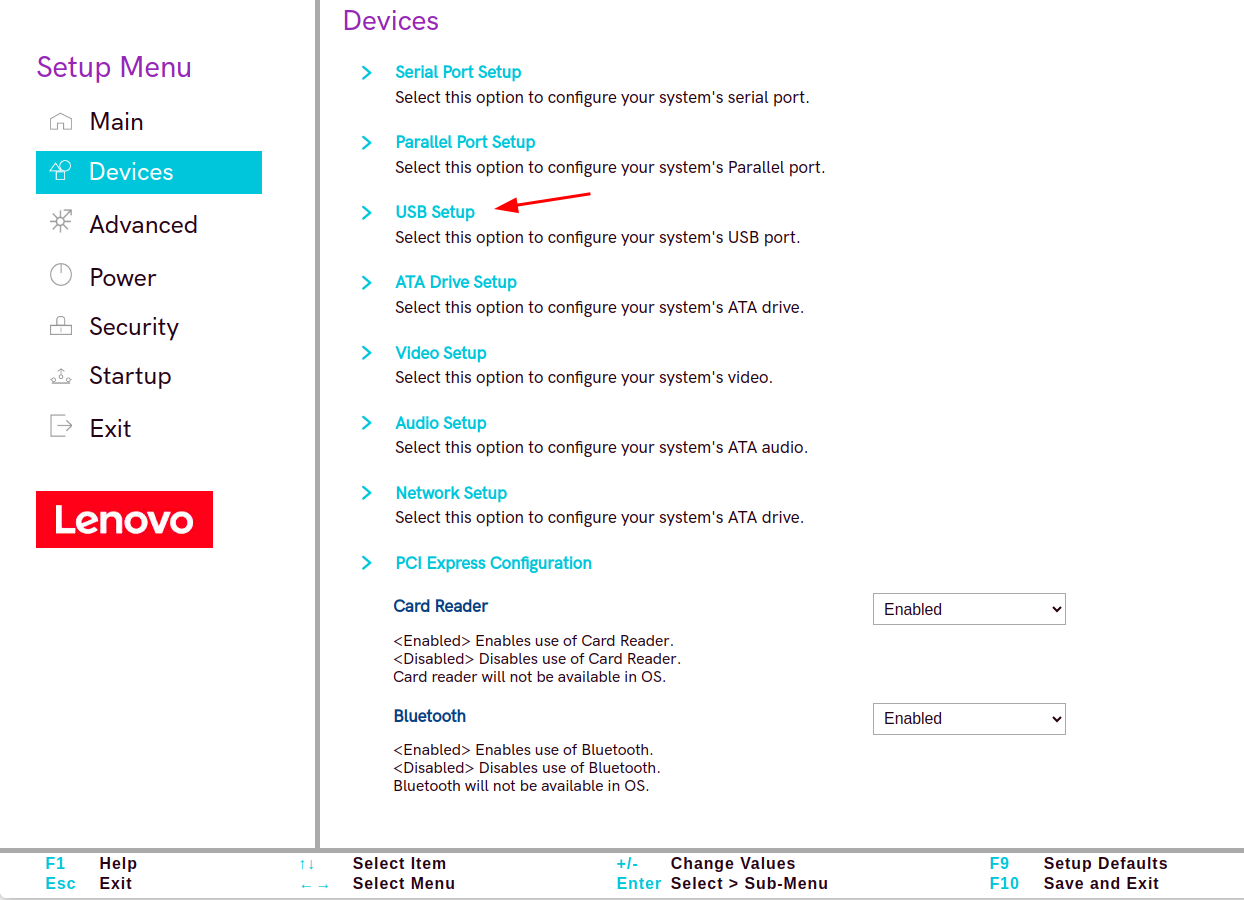 Setup Menu
Main
Devices
Advanced
Power
Security
Startup
Exit
Lenovo
Devices
Serial Port Setup
Select this option to configure your system's serial port.
Parallel Port Setup
Select this option to configure your system's Parallel port.
USB Setup
Select this option to configure your system's USB port.
ATA Drive Setup
Select this option to configure your system's ATA drive.
Video Setup
Select this option to configure your system's video.
Audio Setup
Select this option to configure your system's ATA audio.
Network Setup
Select this option to configure your system's ATA drive.
PCI Express Configuration
Card Reader Enabled
<Enabled> Enables use of Card Reader.
<Disabled> Disables use of Card Reader.
Card reader will not be available in OS.
Bluetooth Enabled
<Enabled> Enables use of Bluetooth.
<Disabled> Disables use of Bluetooth.
Bluetooth will not be available in OS.
F1 Help ↑↓ Select Item +/- Change Values F9 Setup Defaults
Esc Exit ←→ Select Menu Enter Select > Sub-Menu F10 Save and Exit